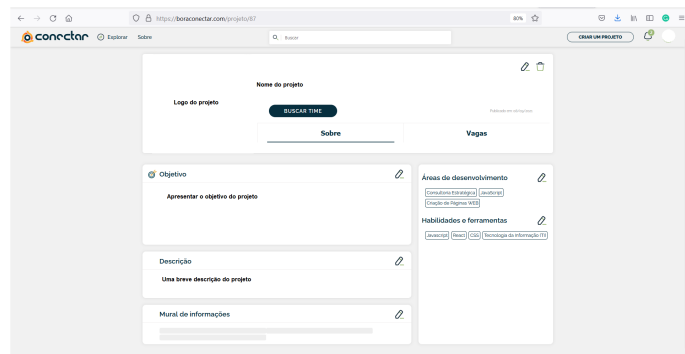 https://boraconectar.com/projeto/87
80%
conectar
Explorar
Sobre
Buscar
CRIAR UM PROJETO
Nome do projeto
Logo do projeto
BUSCAR TIME
Sobre
Vagas
Objetivo
Apresentar o objetivo do projeto
Descrição
Uma breve descrição do projeto
Mural de informações
Áreas de desenvolvimento
Consultoria Estratégica
JavaScript
Criação de Páginas WEB
Habilidades e ferramentas
Javascript
React
CSS
Tecnologia da Informação (TI)